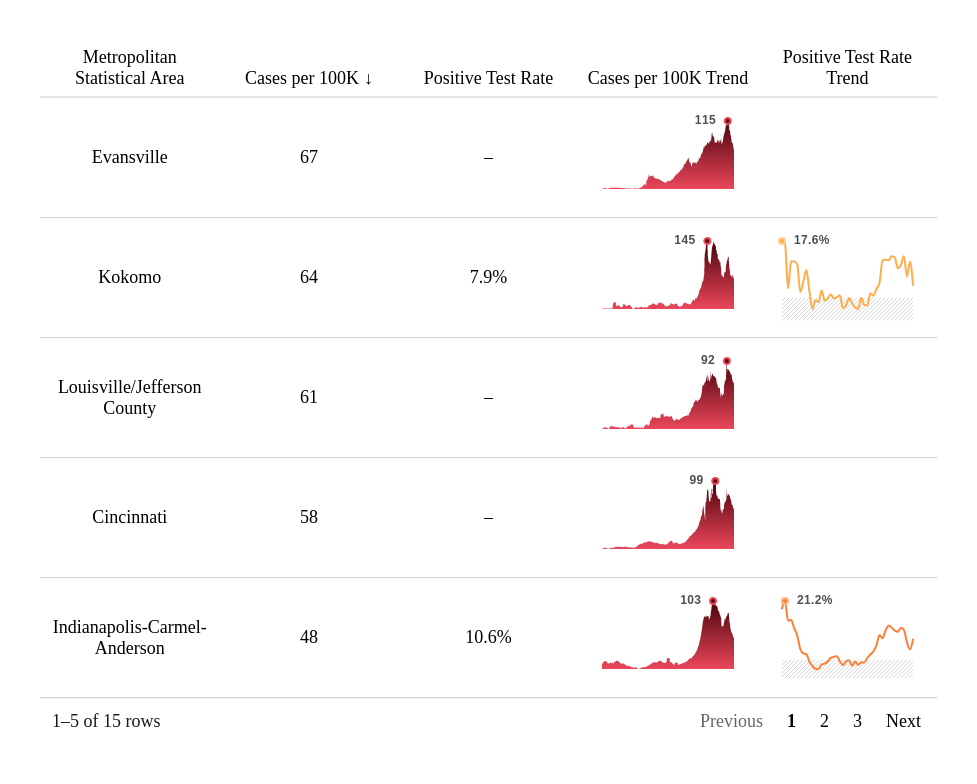 Metropolitan
Statistical Area
Cases per 100K ↓
Positive Test Rate
Cases per 100K Trend
Positive Test Rate
Trend
Evansville
67
–
115
Kokomo
64
7.9%
145
17.6%
Louisville/Jefferson
County
61
–
92
Cincinnati
58
–
99
Indianapolis-Carmel-
Anderson
48
10.6%
103
21.2%
1–5 of 15 rows
Previous 1 2 3 Next